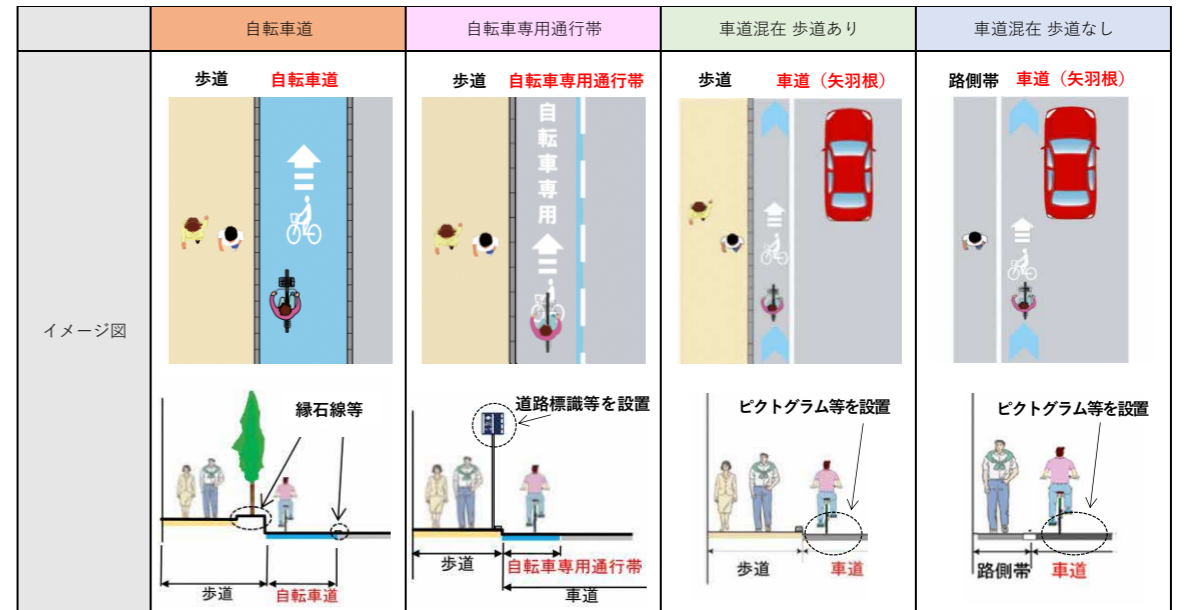 自転車道
自転車専用通行帯
車道混在 歩道あり
車道混在 歩道なし
イメージ図
歩道 自転車道
歩道 自転車専用通行帯
自転車専用
歩道 車道（矢羽根）
路側帯 車道（矢羽根）
縁石線等
歩道
自転車道
道路標識等を設置
歩道
自転車専用通行帯
車道
ピクトグラム等を設置
歩道 車道
ピクトグラム等を設置
路側帯 車道